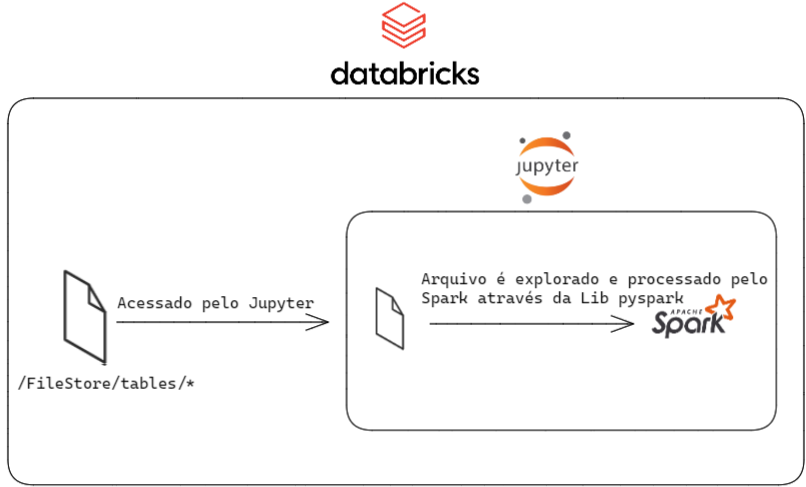 databricks
jupyter
Arquivo é explorado e processado pelo
Spark através da Lib pyspark
Acessado pelo Jupyter
APACHE
Spark
/FileStore/tables/*